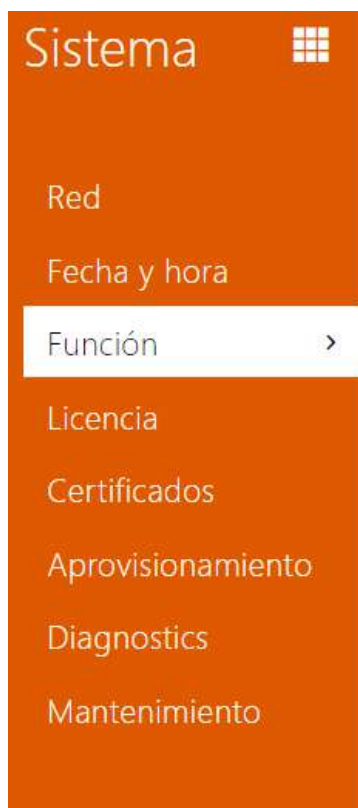 Sistema
Red
Fecha y hora
Función
Licencia
Certificados
Aprovisionamiento
Diagnostics
Mantenimiento